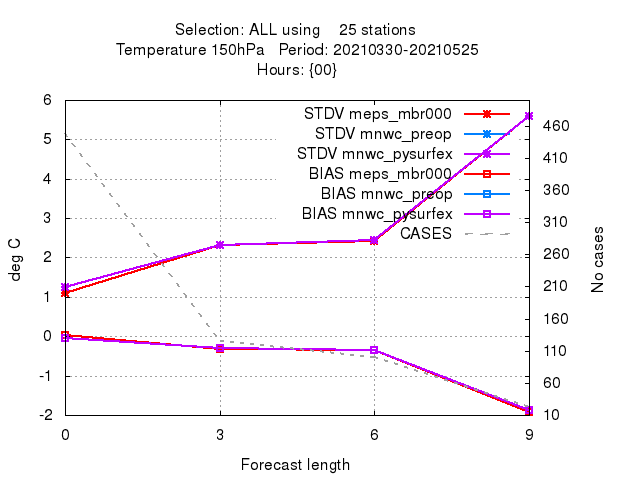 Selection: ALL using    25 stations
Temperature 150hPa   Period: 20210330-20210525
Hours: {00}
STDV meps_mbr000
STDV mnwc_preop
STDV mnwc_pysurfex
BIAS meps_mbr000
BIAS mnwc_preop
BIAS mnwc_pysurfex
CASES
deg C
6
5
4
3
2
1
0
-1
-2
No cases
460
410
360
310
260
210
160
110
60
10
0 3 6 9
Forecast length